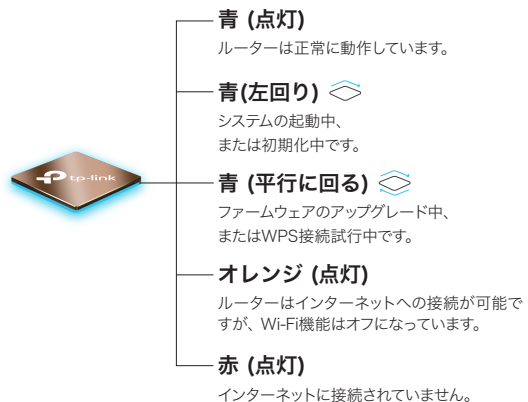 青 (点灯)
ルーターは正常に動作しています。
青(左回り)
システムの起動中、
または初期化中です。
tp-link
青 (平行に回る)
ファームウェアのアップグレード中、
またはWPS接続試行中です。
オレンジ (点灯)
ルーターはインターネットへの接続が可能で
すが、Wi-Fi機能はオフになっています。
赤 (点灯)
インターネットに接続されていません。